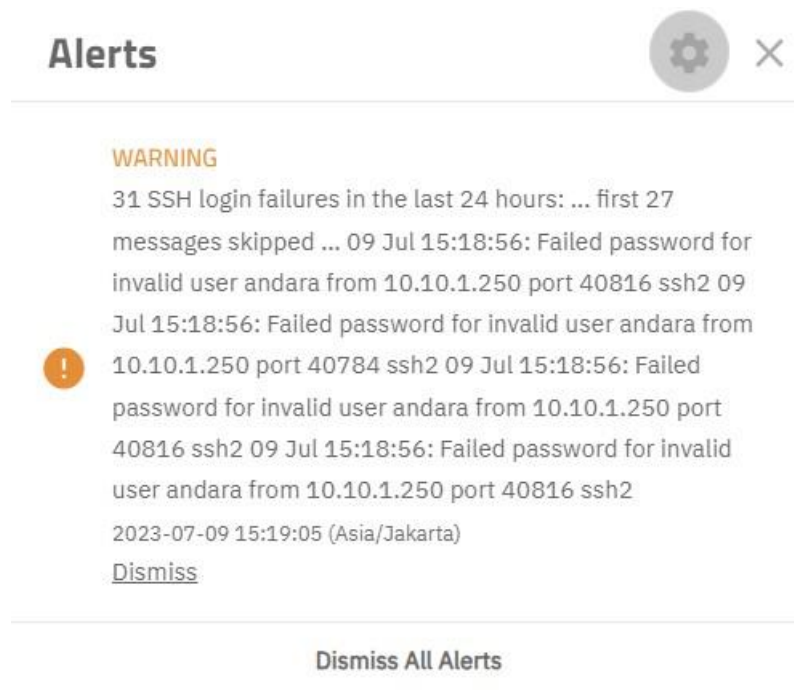 Alerts
WARNING
31 SSH login failures in the last 24 hours: ... first 27
messages skipped ... 09 Jul 15:18:56: Failed password for
invalid user andara from 10.10.1.250 port 40816 ssh2 09
Jul 15:18:56: Failed password for invalid user andara from
10.10.1.250 port 40784 ssh2 09 Jul 15:18:56: Failed
password for invalid user andara from 10.10.1.250 port
40816 ssh2 09 Jul 15:18:56: Failed password for invalid
user andara from 10.10.1.250 port 40816 ssh2
2023-07-09 15:19:05 (Asia/Jakarta)
Dismiss
Dismiss All Alerts